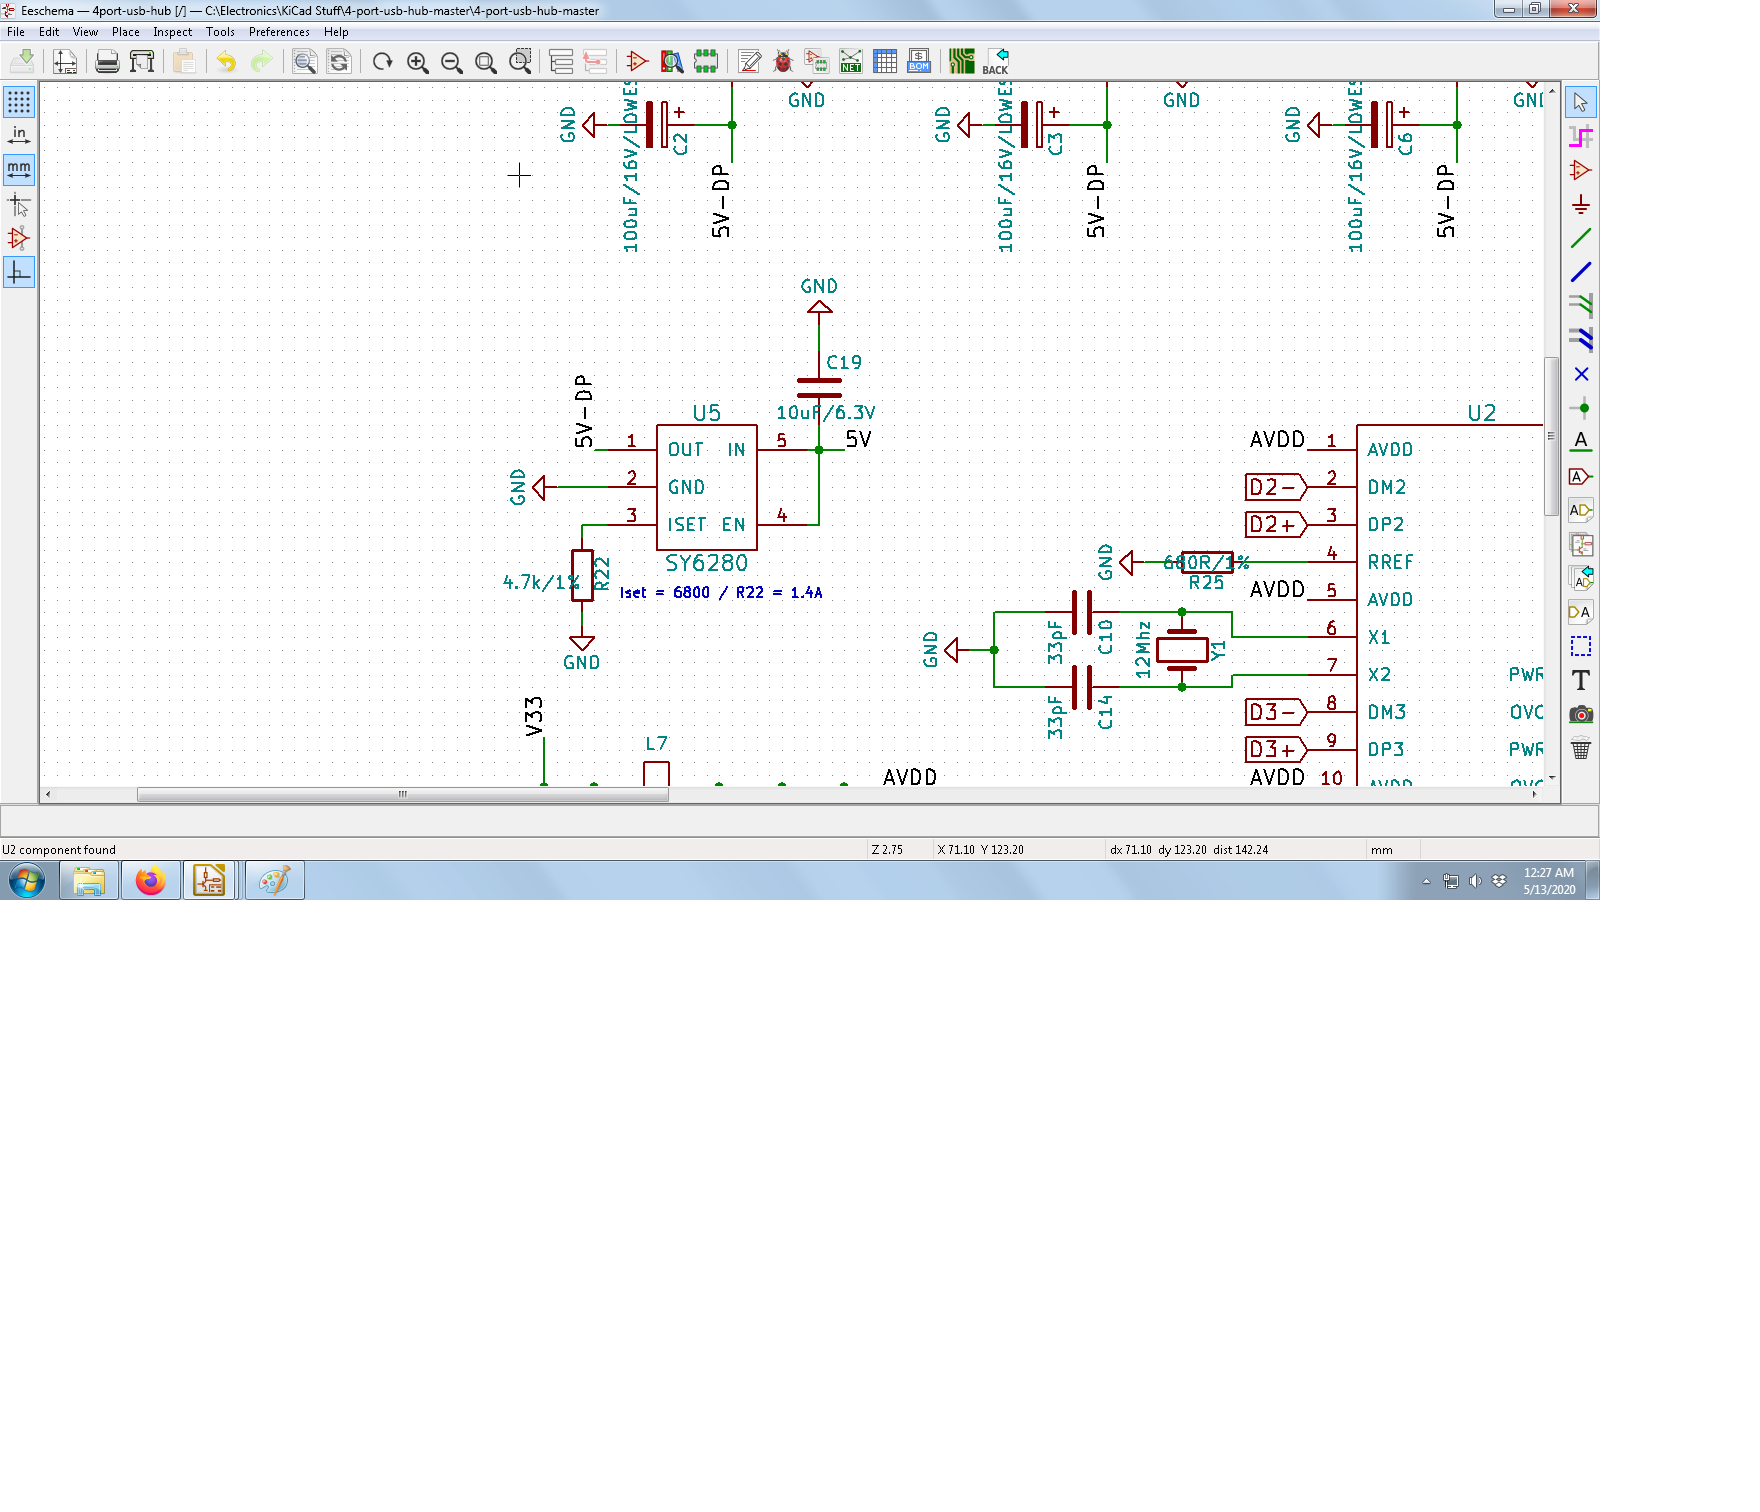 Eeschema — 4port-usb-hub [/] — C:\Electronics\KiCad Stuff\4-port-usb-hub-master\4-port-usb-hub-master
File Edit View Place Inspect Tools Preferences Help
NET
$
BOM
BACK
in
mm
GND
100uF/16V/LOWES
+
C2
5V-DP
GND
GND
100uF/16V/LOWES
+
C3
5V-DP
GND
GND
100uF/16V/LOWES
+
C6
5V-DP
GND
GND
C19
10uF/6.3V
5V-DP
U5
1 OUT IN 5
5V
GND
2 GND
3 ISET EN 4
SY6280
4.7k/1%
R22
Iset = 6800 / R22 = 1.4A
GND
V33
L7
AVDD
U2
AVDD 1 AVDD
D2- 2 DM2
D2+ 3 DP2
GND 680R/1% 4 RREF
R25
AVDD 5 AVDD
GND
33pF
C10
12Mhz
Y1
6 X1
7 X2 PWR
33pF
C14
D3- 8 DM3
D3+ 9 DP3 PWR
AVDD 10
A
A
AD
AD
DA
T
U2 component found
Z 2.75
X 71.10 Y 123.20
dx 71.10 dy 123.20 dist 142.24
mm
12:27 AM
5/13/2020